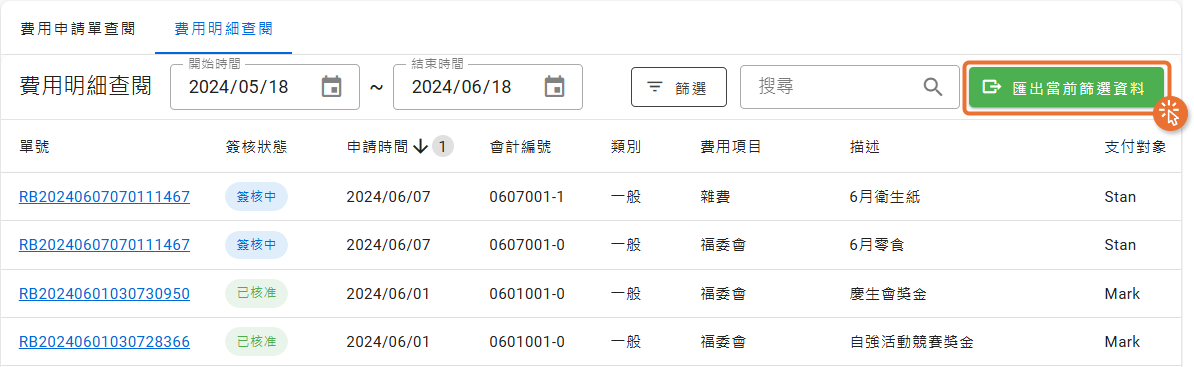 費用申請單查閱 費用明細查閱
開始時間 結束時間
費用明細查閱 2024/05/18 ~ 2024/06/18 篩選 搜尋 匯出當前篩選資料
單號 簽核狀態 申請時間 1 會計編號 類別 費用項目 描述 支付對象
RB20240607070111467 簽核中 2024/06/07 0607001-1 一般 雜費 6月衛生紙 Stan
RB20240607070111467 簽核中 2024/06/07 0607001-0 一般 福委會 6月零食 Stan
RB20240601030730950 已核准 2024/06/01 0601001-0 一般 福委會 慶生會獎金 Mark
RB20240601030728366 已核准 2024/06/01 0601001-0 一般 福委會 自強活動競賽獎金 Mark